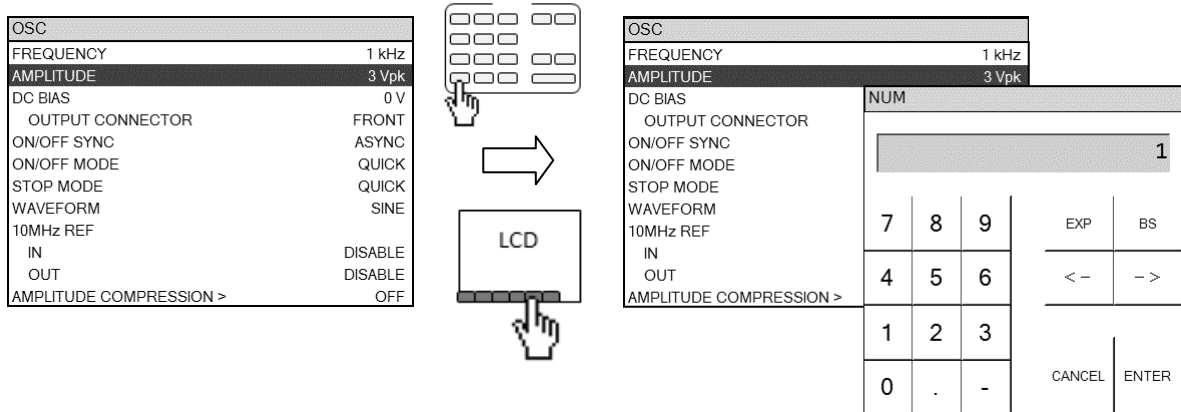 OSC
FREQUENCY 1 kHz
AMPLITUDE 3 Vpk
DC BIAS 0 V
OUTPUT CONNECTOR FRONT
ON/OFF SYNC ASYNC
ON/OFF MODE QUICK
STOP MODE QUICK
WAVEFORM SINE
10MHz REF
IN DISABLE
OUT DISABLE
AMPLITUDE COMPRESSION > OFF
LCD
OSC
FREQUENCY 1 kHz
AMPLITUDE 3 Vpk
DC BIAS
OUTPUT CONNECTOR
ON/OFF SYNC
ON/OFF MODE
STOP MODE
WAVEFORM
10MHz REF
IN
OUT
AMPLITUDE COMPRESSION >
NUM
1
7 8 9 EXP BS
4 5 6 <- ->
1 2 3
0 . - CANCEL ENTER